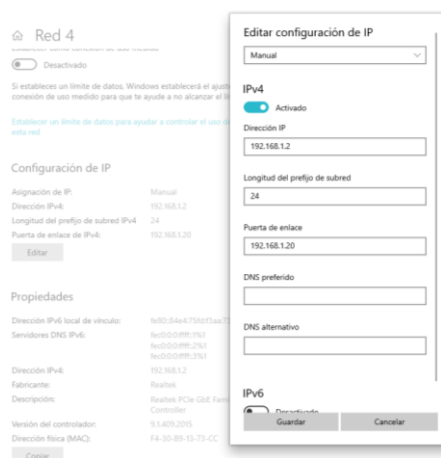 Red 4
Desactivado
Si estableces un límite de datos, Windows establecerá el ajuste
conexión de uso medido para que te ayude a no alcanzar el lí
Establecer un límite de datos para ayudar a controlar el uso de
esta red.
Configuración de IP
Asignación de IP: Manual
Dirección IPv4: 192.168.1.2
Longitud del prefijo de subred IPv4 24
Puerta de enlace de IPv4: 192.168.1.20
Editar
Propiedades
Dirección IPv6 local de vínculo:
Servidores DNS IPv6: fec0:0:0:ffff::1%1
fec0:0:0:ffff::2%1
fec0:0:0:ffff::3%1
Dirección IPv4: 192.168.1.2
Fabricante: Realtek
Descripción: Realtek PCIe GbE Fami
Controller
Versión del controlador: 9.1.409.2015
Dirección física (MAC): F4-30-B9-13-73-CC
Copiar
Editar configuración de IP
Manual
IPv4
Activado
Dirección IP
192.168.1.2
Longitud del prefijo de subred
24
Puerta de enlace
192.168.1.20
DNS preferido
DNS alternativo
IPv6
Desactivado
Guardar Cancelar